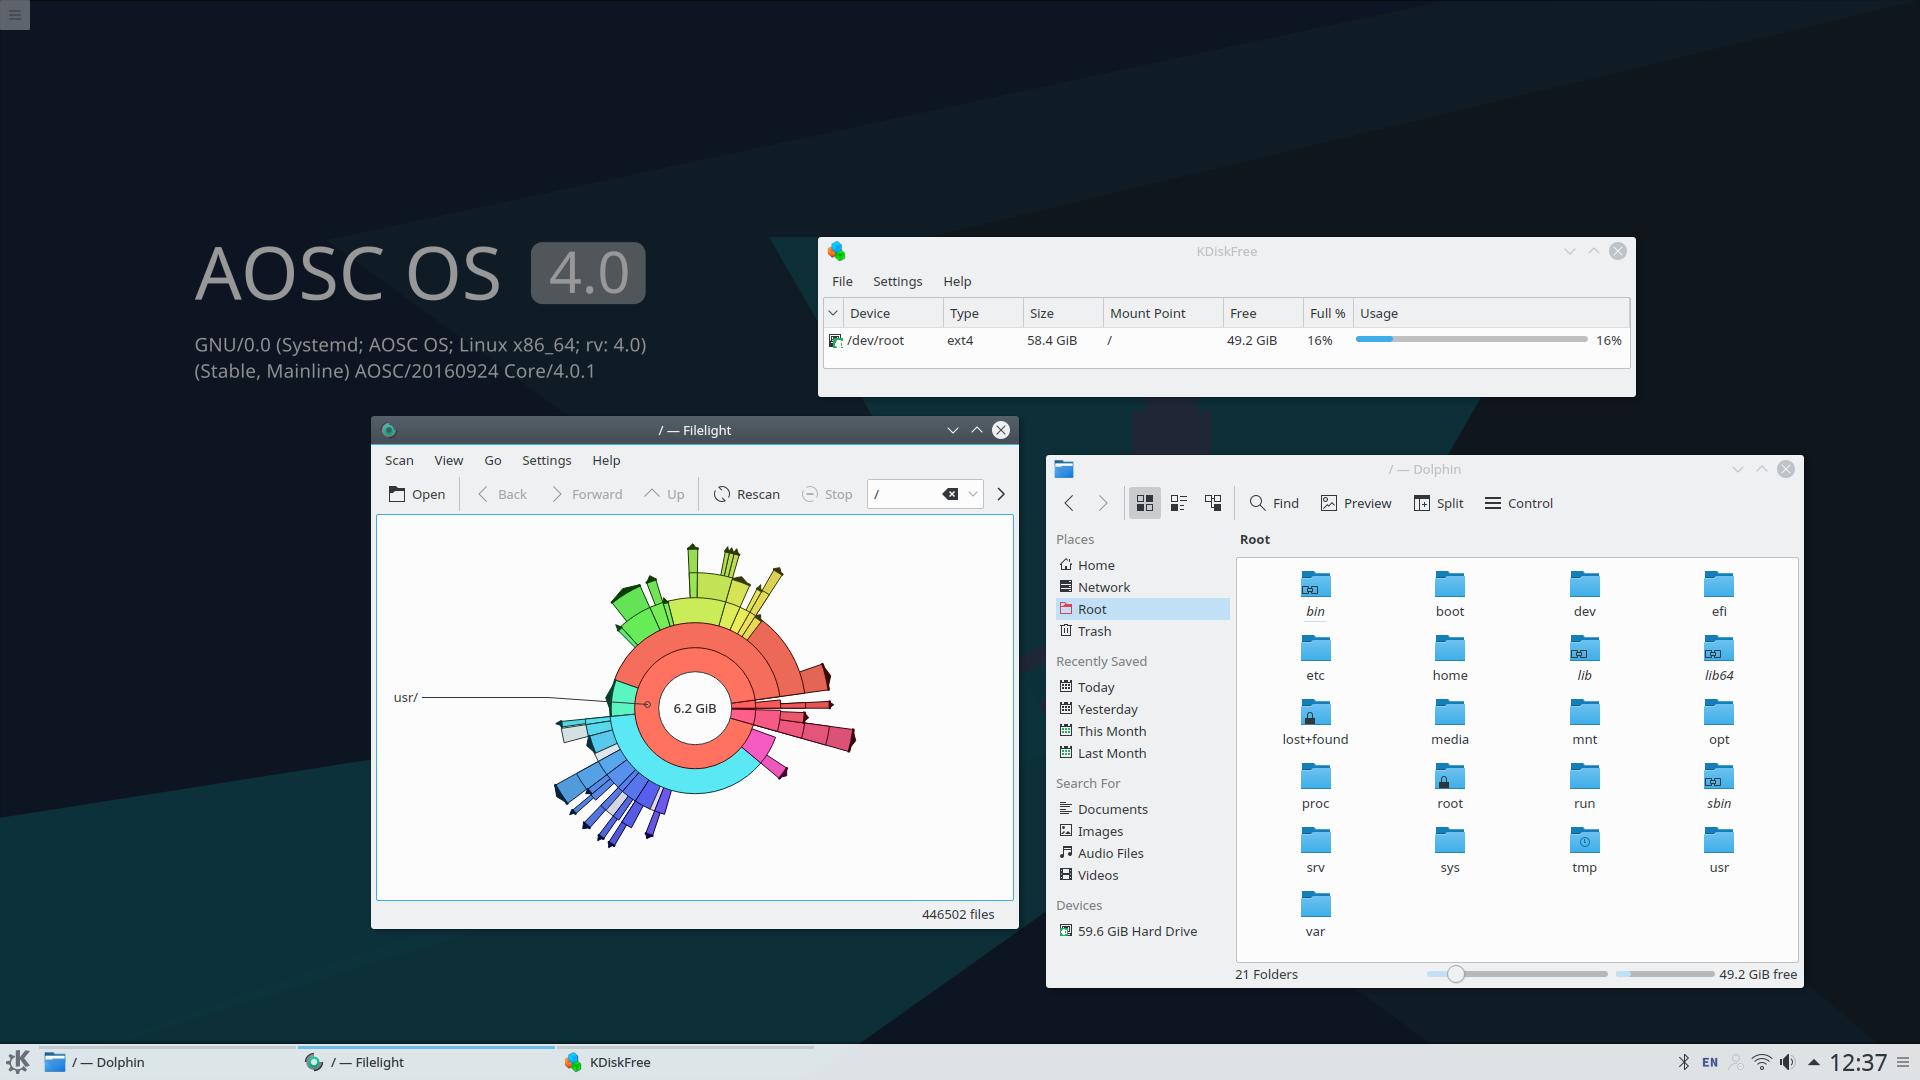 AOSC OS 4.0
GNU/0.0 (Systemd; AOSC OS; Linux x86_64; rv: 4.0)
(Stable, Mainline) AOSC/20160924 Core/4.0.1
KDiskFree
File Settings Help
Device Type Size Mount Point Free Full % Usage
/dev/root ext4 58.4 GiB / 49.2 GiB 16% 16%
/ — Filelight
Scan View Go Settings Help
Open Back Forward Up Rescan Stop /
usr/
6.2 GiB
446502 files
/ — Dolphin
Find Preview Split Control
Places
Home
Network
Root
Trash
Recently Saved
Today
Yesterday
This Month
Last Month
Search For
Documents
Images
Audio Files
Videos
Devices
59.6 GiB Hard Drive
Root
bin boot dev efi
etc home lib lib64
lost+found media mnt opt
proc root run sbin
srv sys tmp usr
var
21 Folders 49.2 GiB free
/ — Dolphin / — Filelight KDiskFree EN 12:37